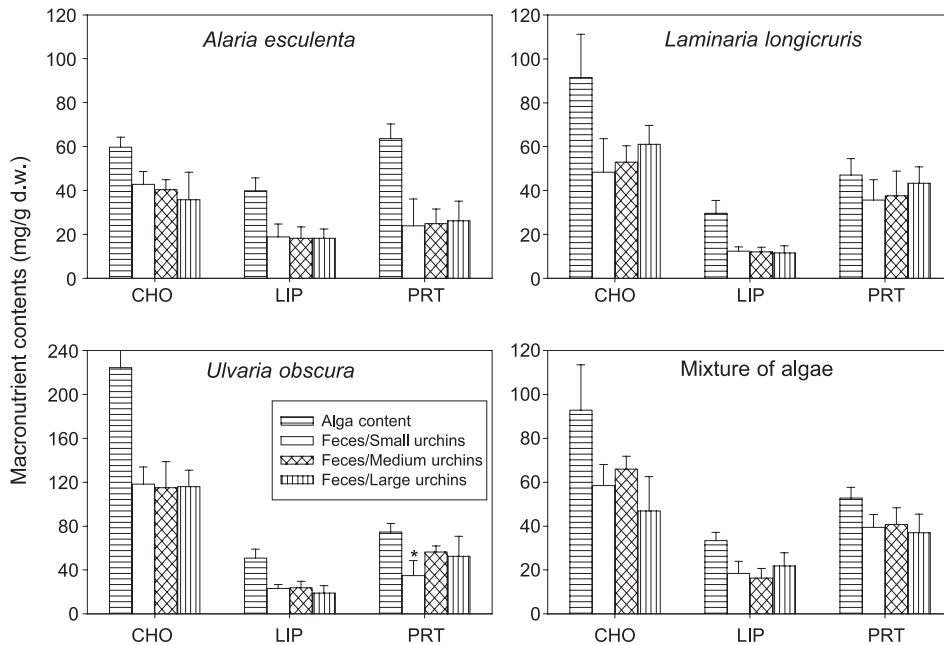 Macronutrient contents (mg/g d.w.)
Alaria esculenta
120
100
80
60
40
20
0
CHO LIP PRT
Laminaria longicruris
120
100
80
60
40
20
0
CHO LIP PRT
Ulvaria obscura
240
200
160
120
80
40
0
Alga content
Feces/Small urchins
Feces/Medium urchins
Feces/Large urchins
*
CHO LIP PRT
Mixture of algae
120
100
80
60
40
20
0
CHO LIP PRT